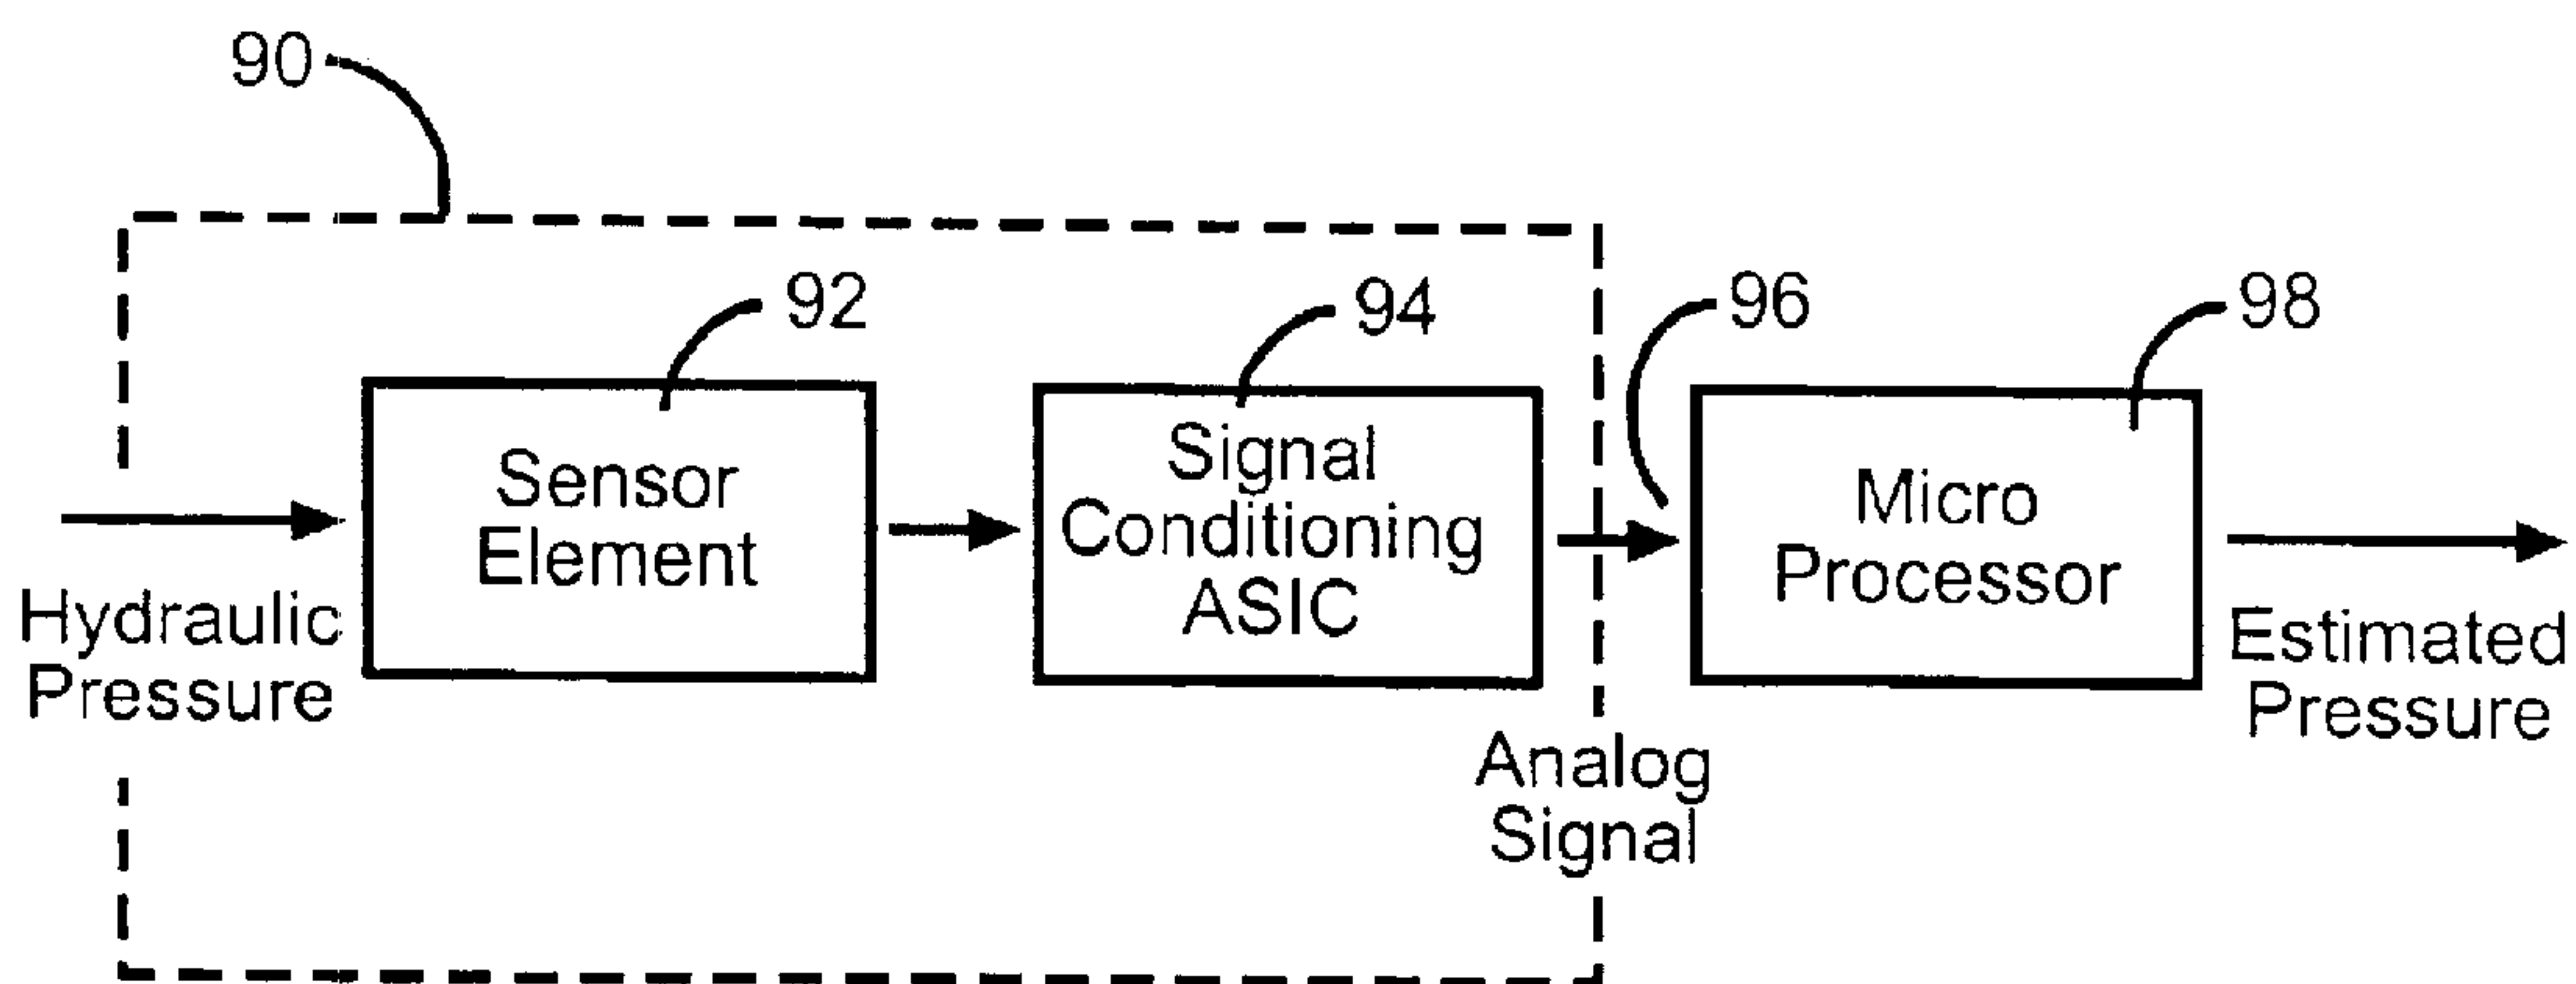 90
92
94
96
98
Sensor
Element
Signal
Conditioning
ASIC
Micro
Processor
Hydraulic
Pressure
Analog
Signal
Estimated
Pressure